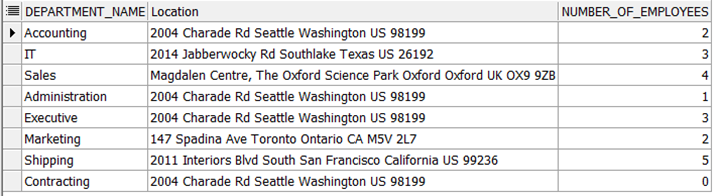 DEPARTMENT_NAME Location NUMBER_OF_EMPLOYEES
Accounting 2004 Charade Rd Seattle Washington US 98199 2
IT 2014 Jabberwocky Rd Southlake Texas US 26192 3
Sales Magdalen Centre, The Oxford Science Park Oxford Oxford UK OX9 9ZB 4
Administration 2004 Charade Rd Seattle Washington US 98199 1
Executive 2004 Charade Rd Seattle Washington US 98199 3
Marketing 147 Spadina Ave Toronto Ontario CA M5V 2L7 2
Shipping 2011 Interiors Blvd South San Francisco California US 99236 5
Contracting 2004 Charade Rd Seattle Washington US 98199 0